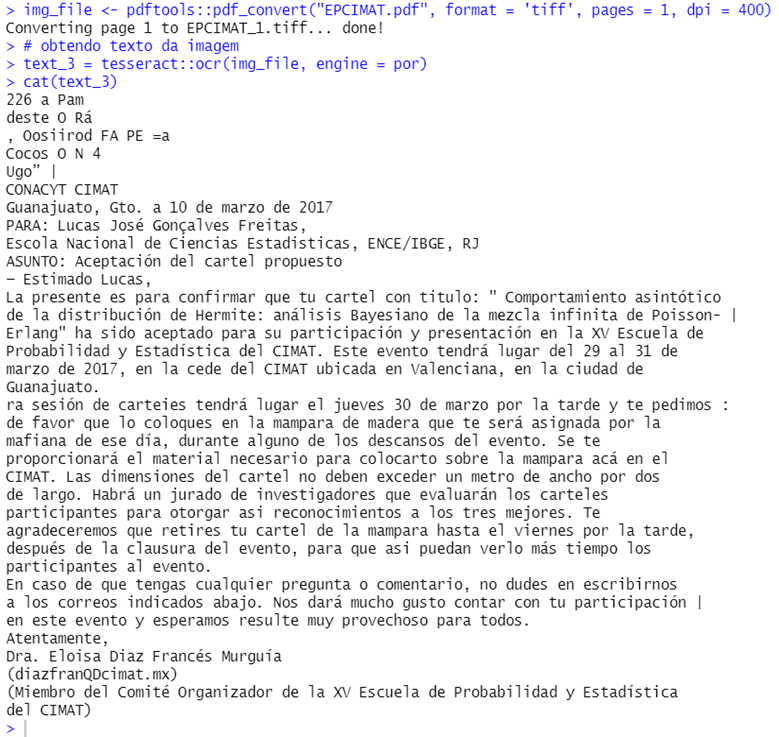 > img_file <- pdftools::pdf_convert("EPCIMAT.pdf", format = 'tiff', pages = 1, dpi = 400)
Converting page 1 to EPCIMAT_1.tiff... done!
> # obtendo texto da imagem
> text_3 = tesseract::ocr(img_file, engine = por)
> cat(text_3)
226 a Pam
deste O Rá
, Oosiirod FA PE =a
Cocos O N 4
Ugo” |
CONACYT CIMAT
Guanajuato, Gto. a 10 de marzo de 2017
PARA: Lucas José Gonçalves Freitas,
Escola Nacional de Ciencias Estadisticas, ENCE/IBGE, RJ
ASUNTO: Aceptación del cartel propuesto
— Estimado Lucas,
La presente es para confirmar que tu cartel con titulo: " Comportamiento asintótico
de la distribución de Hermite: análisis Bayesiano de la mezcla infinita de Poisson- |
Erlang" ha sido aceptado para su participación y presentación en la XV Escuela de
Probabilidad y Estadística del CIMAT. Este evento tendrá lugar del 29 al 31 de
marzo de 2017, en la cede del CIMAT ubicada en Valenciana, en la ciudad de
Guanajuato.
ra sesión de carteies tendrá lugar el jueves 30 de marzo por la tarde y te pedimos :
de favor que lo coloques en la mampara de madera que te será asignada por la
mafiana de ese día, durante alguno de los descansos del evento. Se te
proporcionará el material necesario para colocarto sobre la mampara acá en el
CIMAT. Las dimensiones del cartel no deben exceder un metro de ancho por dos
de largo. Habrá un jurado de investigadores que evaluarán los carteles
participantes para otorgar asi reconocimientos a los tres mejores. Te
agradeceremos que retires tu cartel de la mampara hasta el viernes por la tarde,
después de la clausura del evento, para que asi puedan verlo más tiempo los
participantes al evento.
En caso de que tengas cualquier pregunta o comentario, no dudes en escribirnos
a los correos indicados abajo. Nos dará mucho gusto contar con tu participación |
en este evento y esperamos resulte muy provechoso para todos.
Atentamente,
Dra. Eloisa Diaz Francés Murguía
(diazfranQDcimat.mx)
(Miembro del Comité Organizador de la XV Escuela de Probabilidad y Estadística
del CIMAT)
>